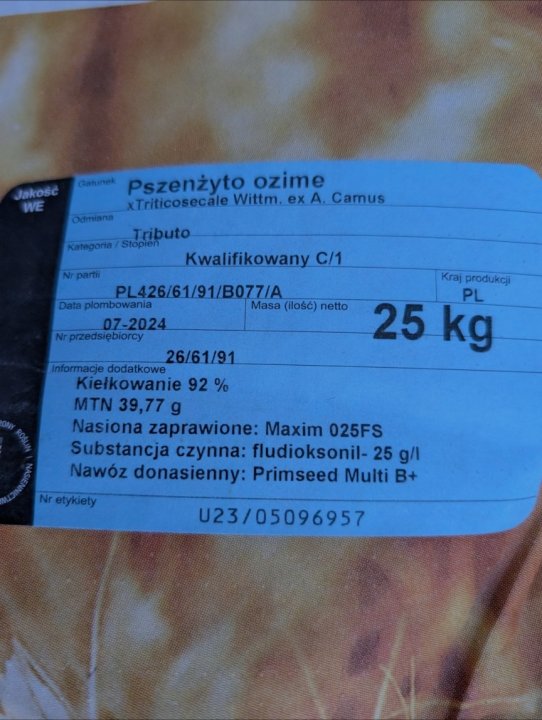 Jakość
WE
Gatunek
Pszenżyto ozime
xTriticosecale Wittm. ex A. Camus
Odmiana
Tributo
Kategoria / Stopień
Kwalifikowany C/1
Nr partii
PL426/61/91/B077/A
Kraj produkcji
PL
Data plombowania
07-2024
Masa (ilość) netto
25 kg
Nr przedsiębiorcy
26/61/91
Informacje dodatkowe
Kiełkowanie 92 %
MTN 39,77 g
Nasiona zaprawione: Maxim 025FS
Substancja czynna: fludioksonil- 25 g/l
Nawóz donasienny: Primseed Multi B+
Nr etykiety
U23/05096957